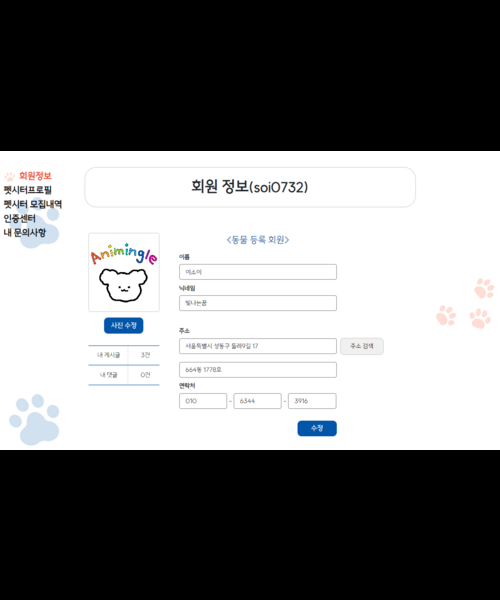 회원정보
펫시터프로필
펫시터 모집내역
인증센터
내 문의사항
회원 정보(soi0732)
Animingle
사진 수정
내 게시글 3건
내 댓글 0건
<동물 등록 회원>
이름
이소이
닉네임
빛나는꿀
주소
서울특별시 성동구 둘레9길 17
주소 검색
664동 1778호
연락처
010 - 6344 - 3916
수정